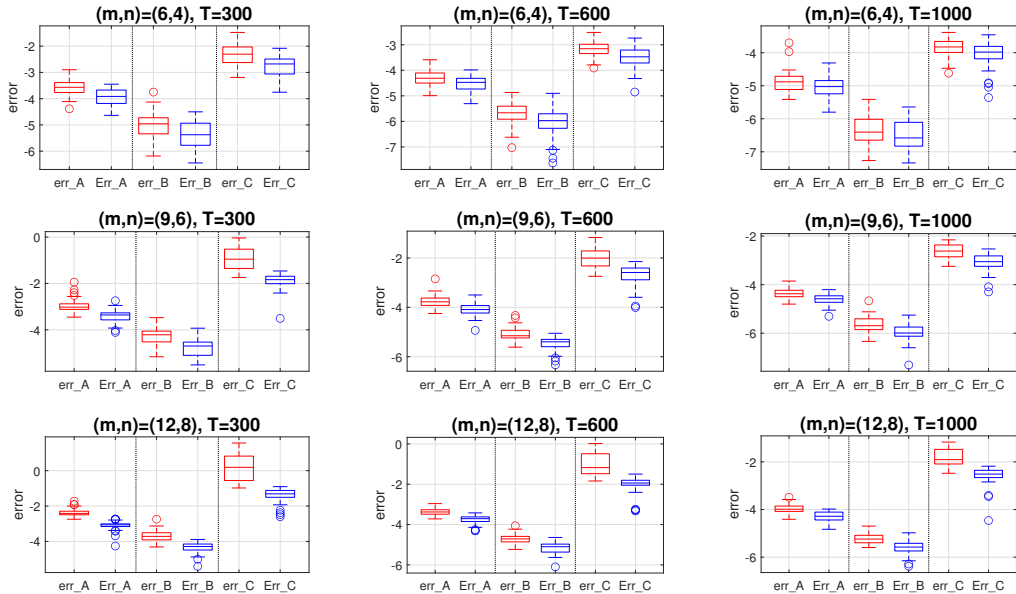 (m,n)=(6,4), T=300
(m,n)=(6,4), T=600
(m,n)=(6,4), T=1000
error
-2
-3
-4
-5
-6
err_A Err_A err_B Err_B err_C Err_C
error
-3
-4
-5
-6
-7
err_A Err_A err_B Err_B err_C Err_C
error
-4
-5
-6
-7
err_A Err_A err_B Err_B err_C Err_C
(m,n)=(9,6), T=300
(m,n)=(9,6), T=600
(m,n)=(9,6), T=1000
error
0
-2
-4
err_A Err_A err_B Err_B err_C Err_C
error
-2
-4
-6
err_A Err_A err_B Err_B err_C Err_C
error
-2
-4
-6
err_A Err_A err_B Err_B err_C Err_C
(m,n)=(12,8), T=300
(m,n)=(12,8), T=600
(m,n)=(12,8), T=1000
error
0
-2
-4
err_A Err_A err_B Err_B err_C Err_C
error
0
-2
-4
-6
err_A Err_A err_B Err_B err_C Err_C
error
-2
-4
-6
err_A Err_A err_B Err_B err_C Err_C